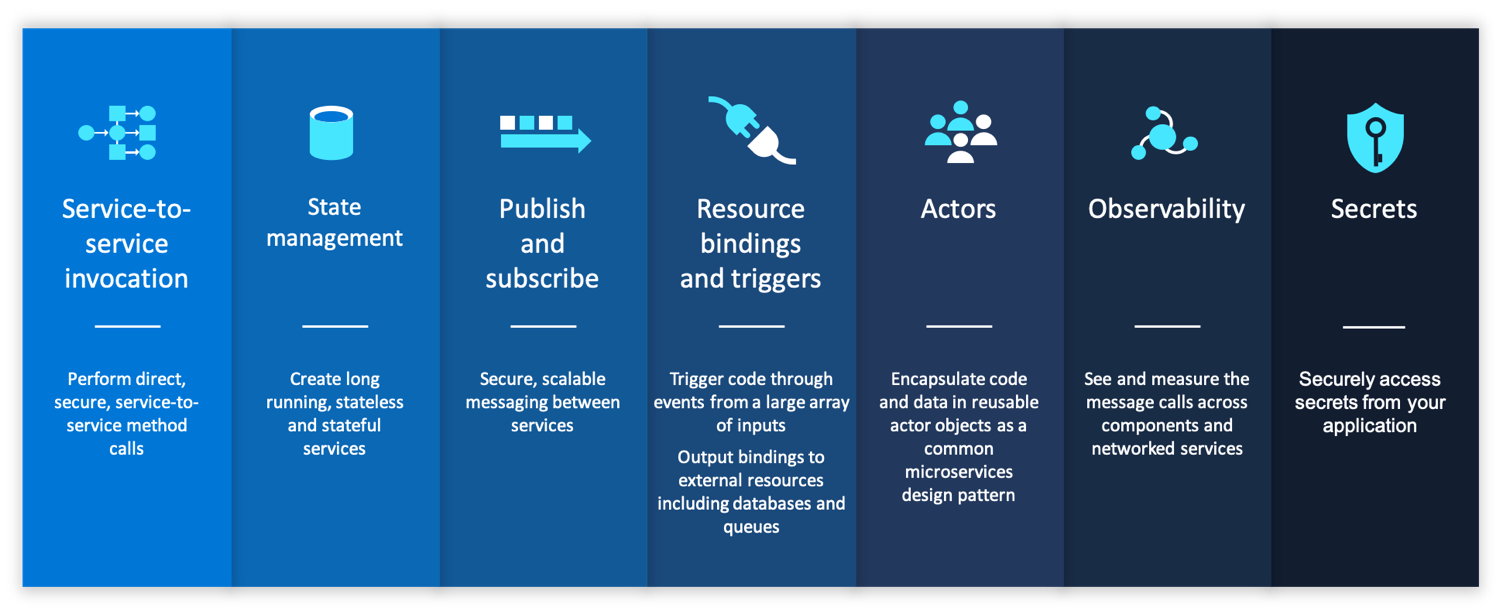 Service-to-
service
invocation
Perform direct,
secure, service-to-
service method
calls
State
management
Create long
running, stateless
and stateful
services
Publish
and
subscribe
Secure, scalable
messaging between
services
Resource
bindings
and triggers
Trigger code through
events from a large array
of inputs
Output bindings to
external resources
including databases and
queues
Actors
Encapsulate code
and data in reusable
actor objects as a
common
microservices
design pattern
Observability
See and measure the
message calls across
components and
networked services
Secrets
Securely access
secrets from your
application